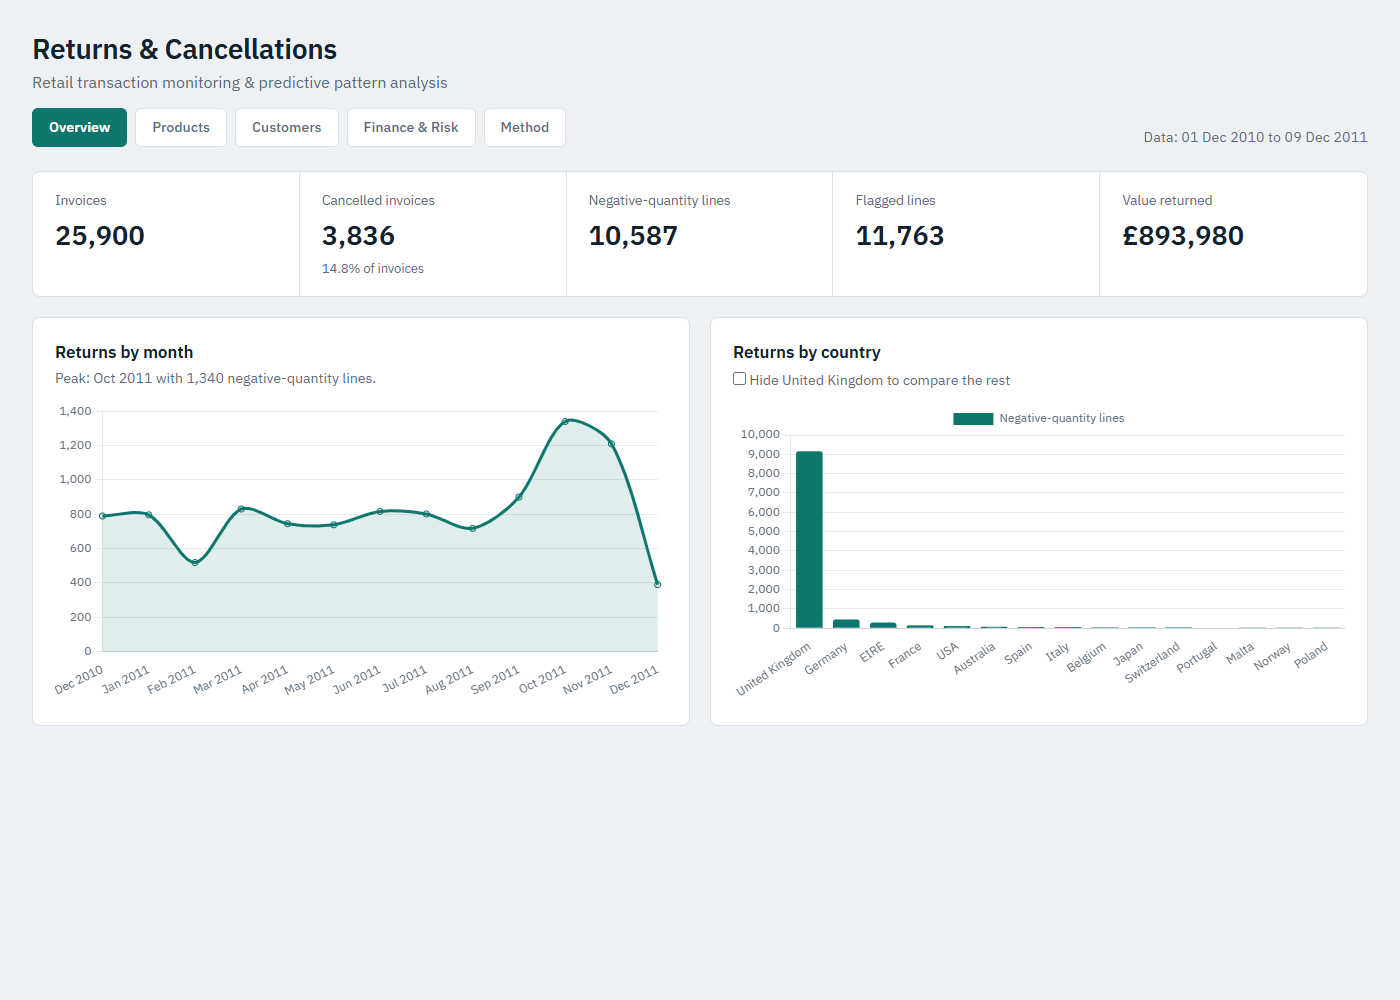 Returns & Cancellations
Retail transaction monitoring & predictive pattern analysis
Overview
Products
Customers
Finance & Risk
Method
Data: 01 Dec 2010 to 09 Dec 2011
Invoices
25,900
Cancelled invoices
3,836
14.8% of invoices
Negative-quantity lines
10,587
Flagged lines
11,763
Value returned
£893,980
Returns by month
Peak: Oct 2011 with 1,340 negative-quantity lines.
1,400
1,200
1,000
800
600
400
200
0
Dec 2010
Jan 2011
Feb 2011
Mar 2011
Apr 2011
May 2011
Jun 2011
Jul 2011
Aug 2011
Sep 2011
Oct 2011
Nov 2011
Dec 2011
Returns by country
Hide United Kingdom to compare the rest
Negative-quantity lines
10,000
9,000
8,000
7,000
6,000
5,000
4,000
3,000
2,000
1,000
0
United Kingdom
Germany
EIRE
France
USA
Australia
Spain
Italy
Belgium
Japan
Switzerland
Portugal
Malta
Norway
Poland